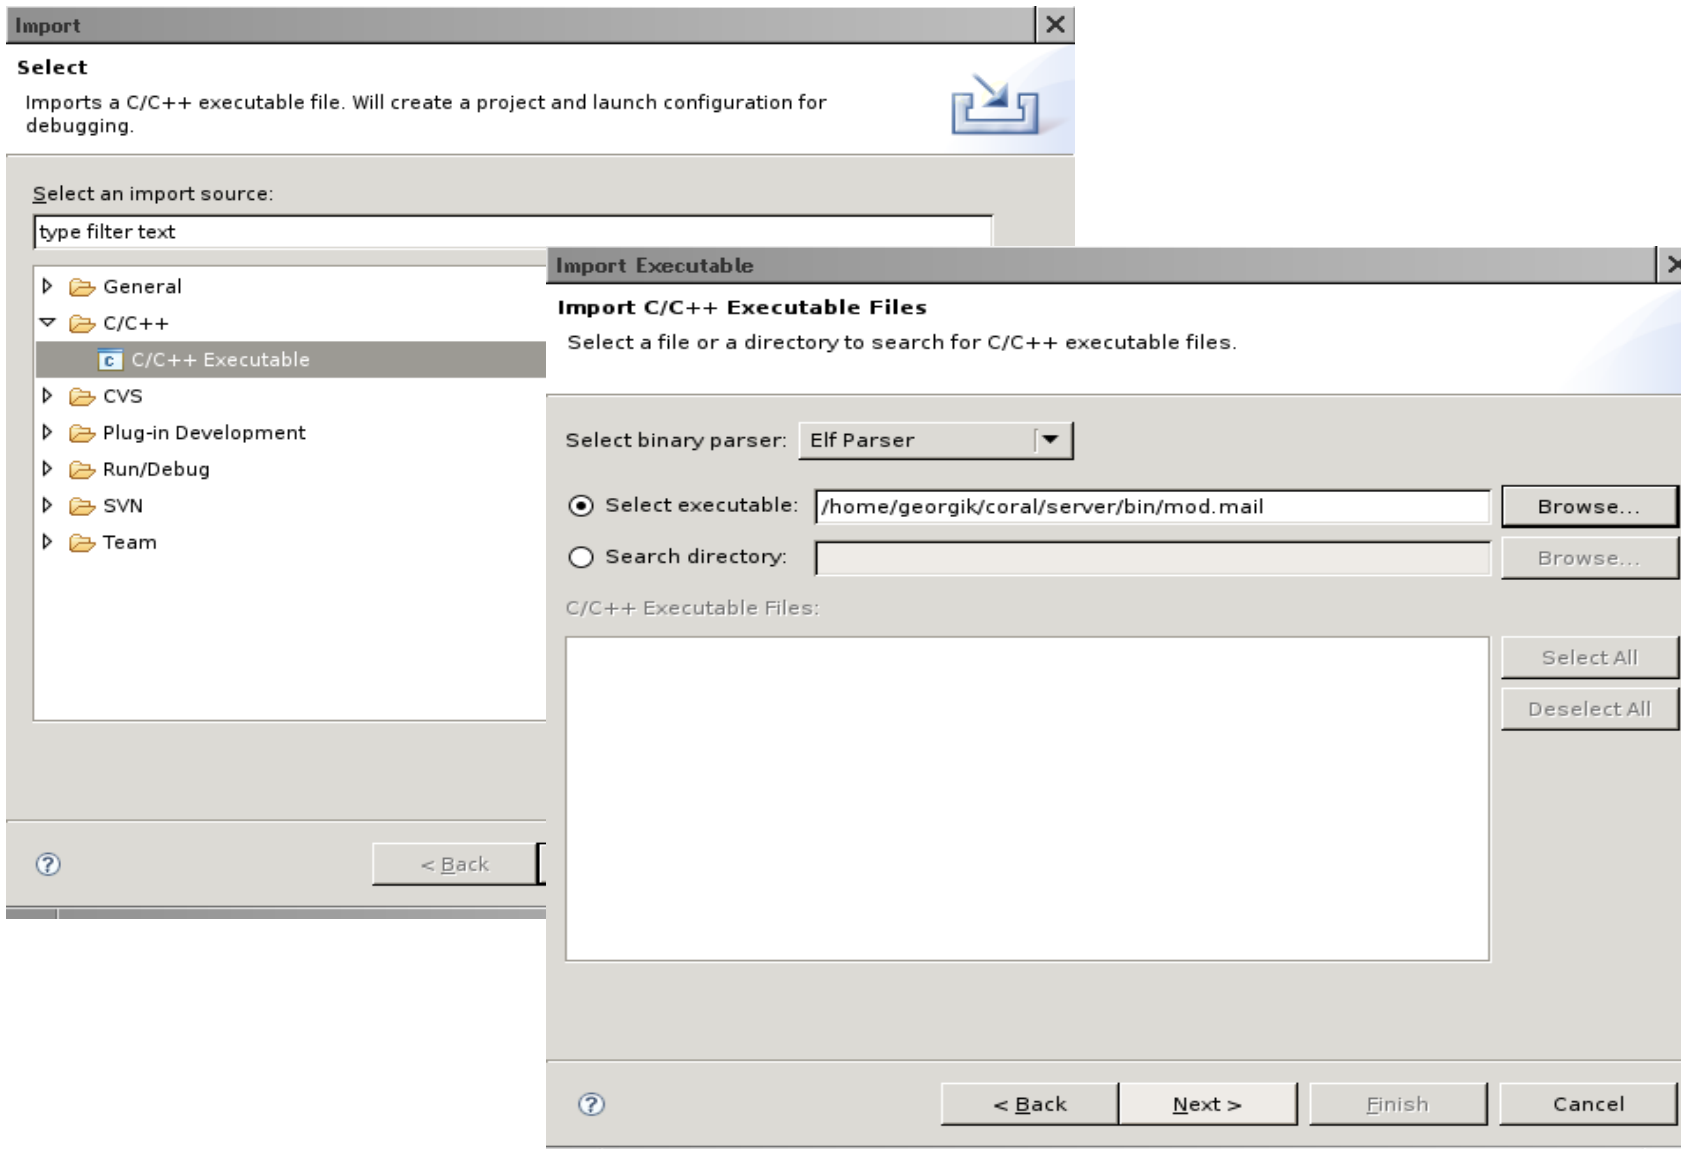 Import
Select
Imports a C/C++ executable file. Will create a project and launch configuration for
debugging.
Select an import source:
type filter text
General
C/C++
C/C++ Executable
CVS
Plug-in Development
Run/Debug
SVN
Team
< Back
Import Executable
Import C/C++ Executable Files
Select a file or a directory to search for C/C++ executable files.
Select binary parser: Elf Parser
Select executable: /home/georgik/coral/server/bin/mod.mail Browse...
Search directory: Browse...
C/C++ Executable Files:
Select All
Deselect All
< Back Next > Finish Cancel